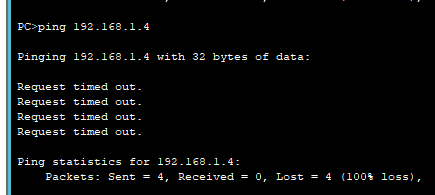 PC>ping 192.168.1.4
Pinging 192.168.1.4 with 32 bytes of data:
Request timed out.
Request timed out.
Request timed out.
Request timed out.
Ping statistics for 192.168.1.4:
Packets: Sent = 4, Received = 0, Lost = 4 (100% loss),